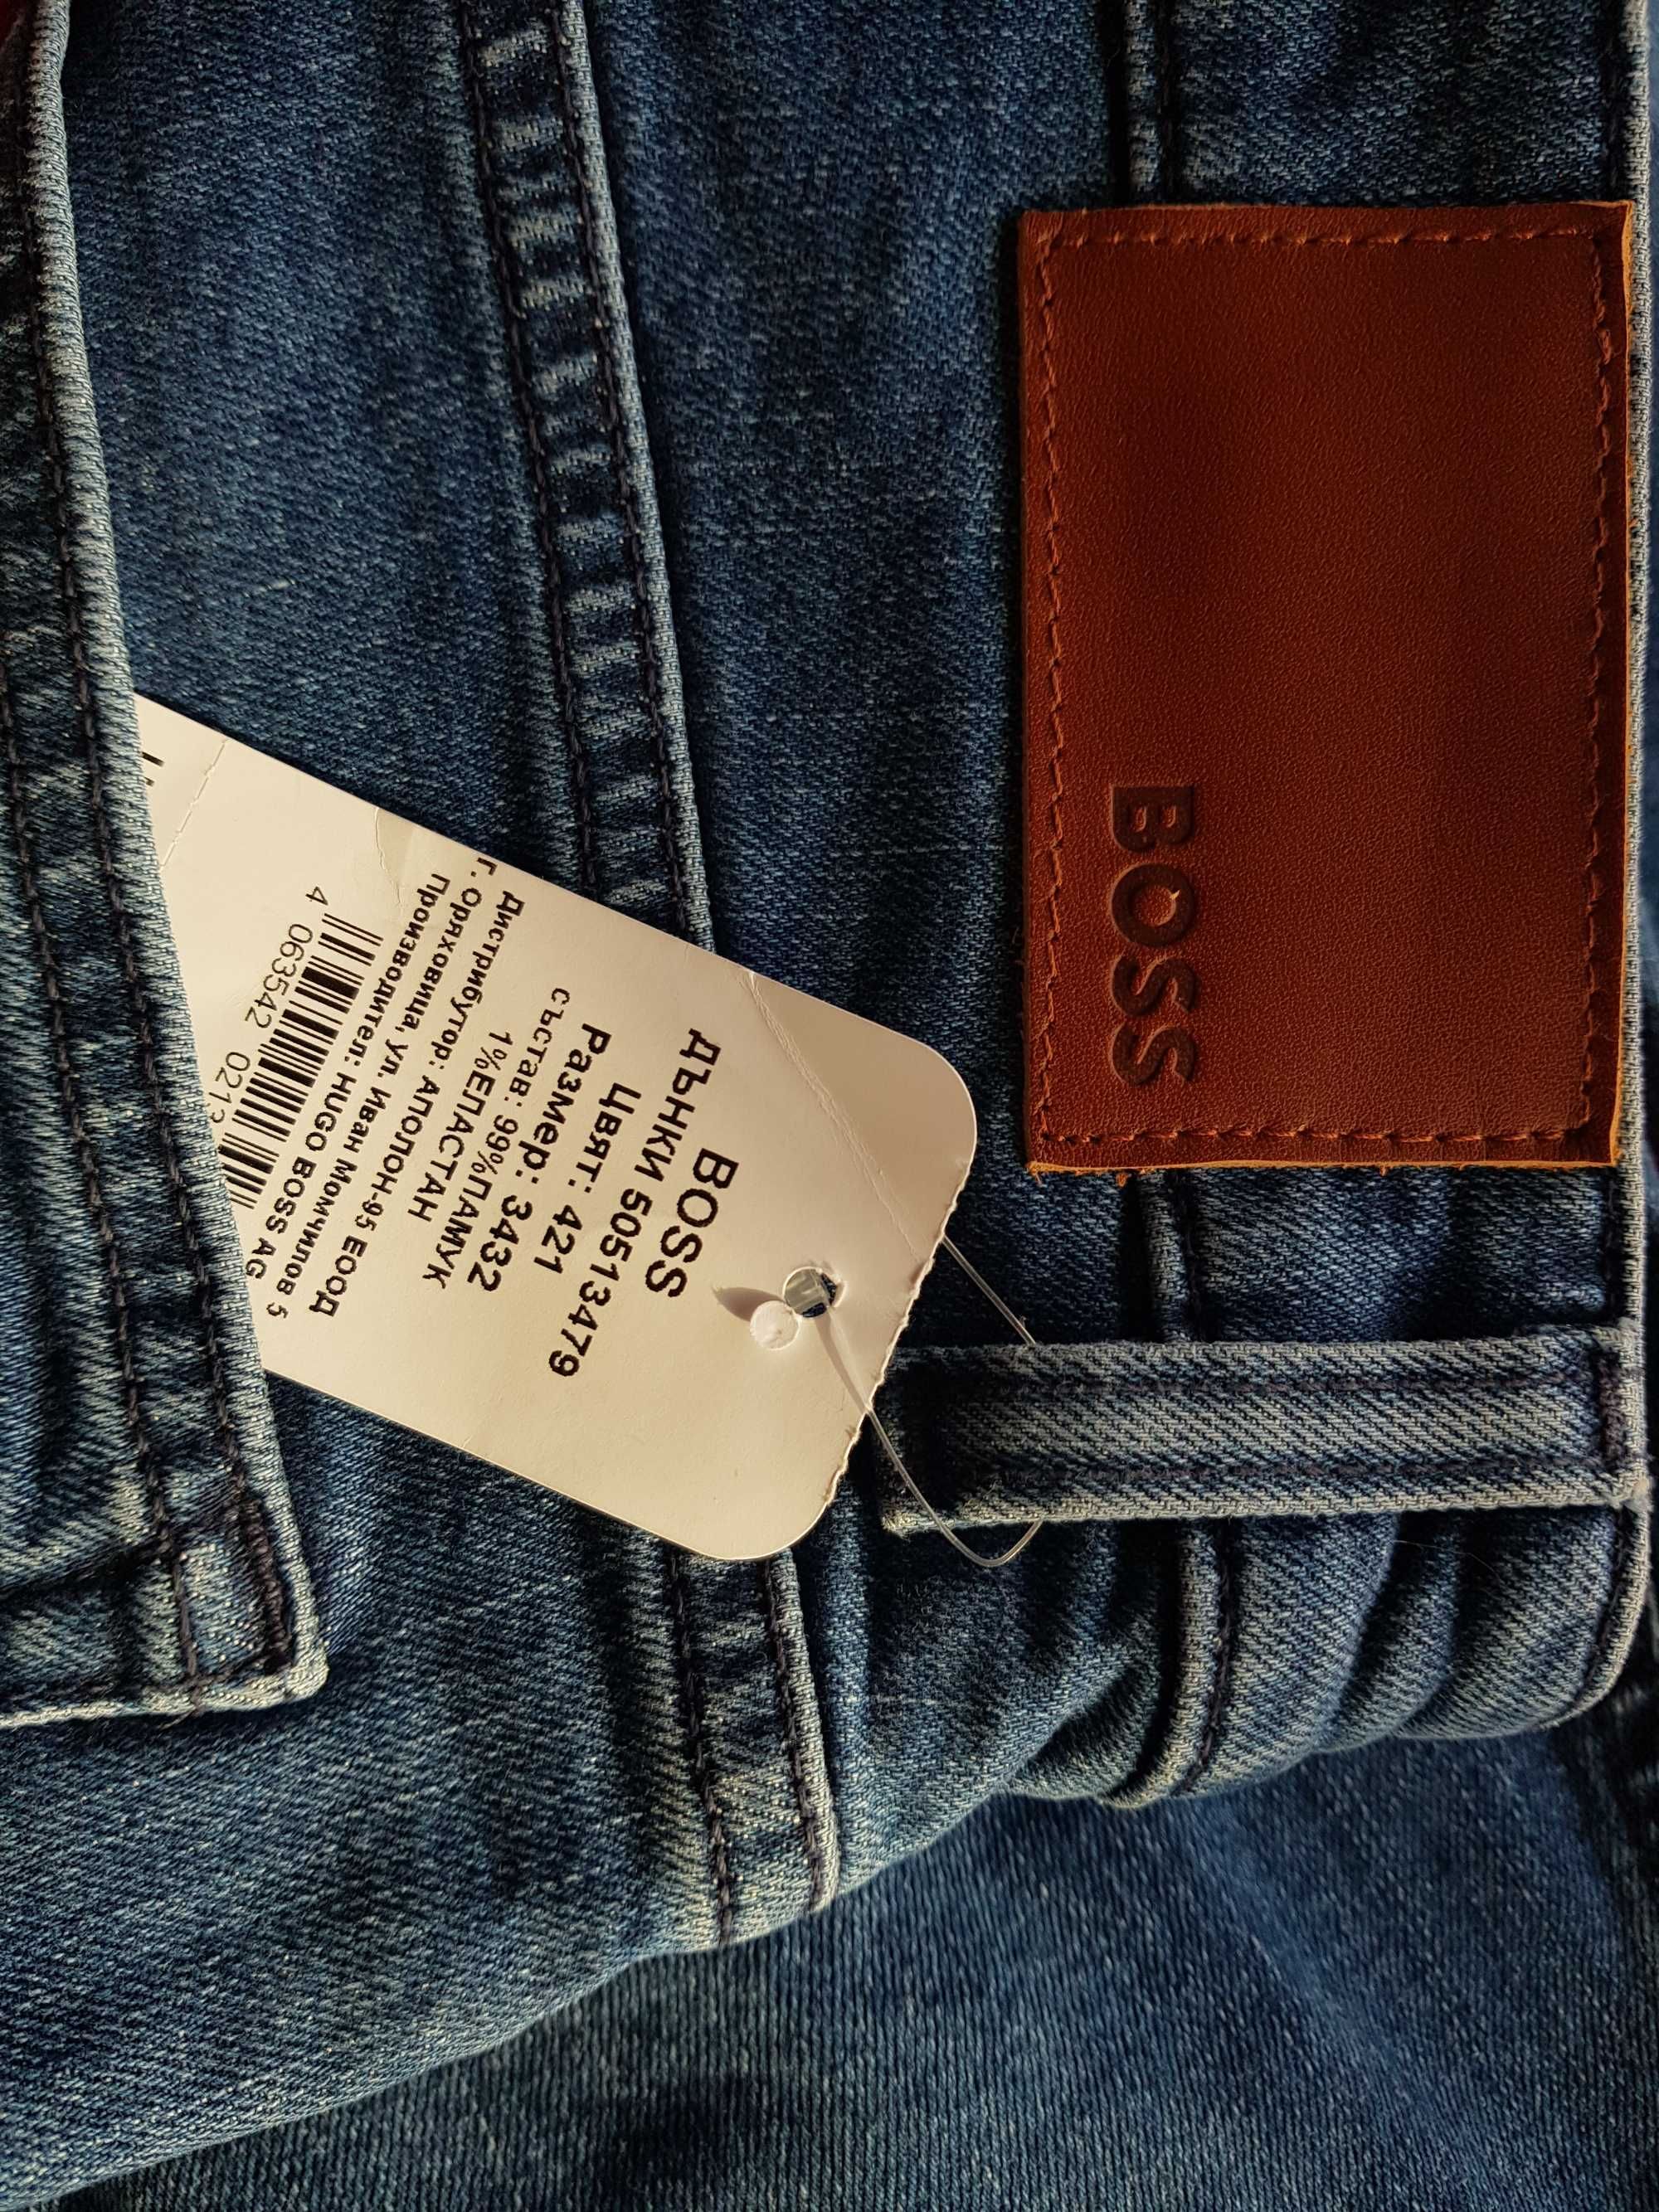 BOSS
BOSS
ДЪНКИ 50513479
ЦВЯТ: 421
Размер: 3432
СЪСТАВ: 99%ПАМУК
1%ЕЛАСТАН
Дистрибутор: АПОЛОН-95 ЕООД
Г. Оряховица, ул. Иван Момчилов 5
Производител: HUGO BOSS AG
4 063542 0213